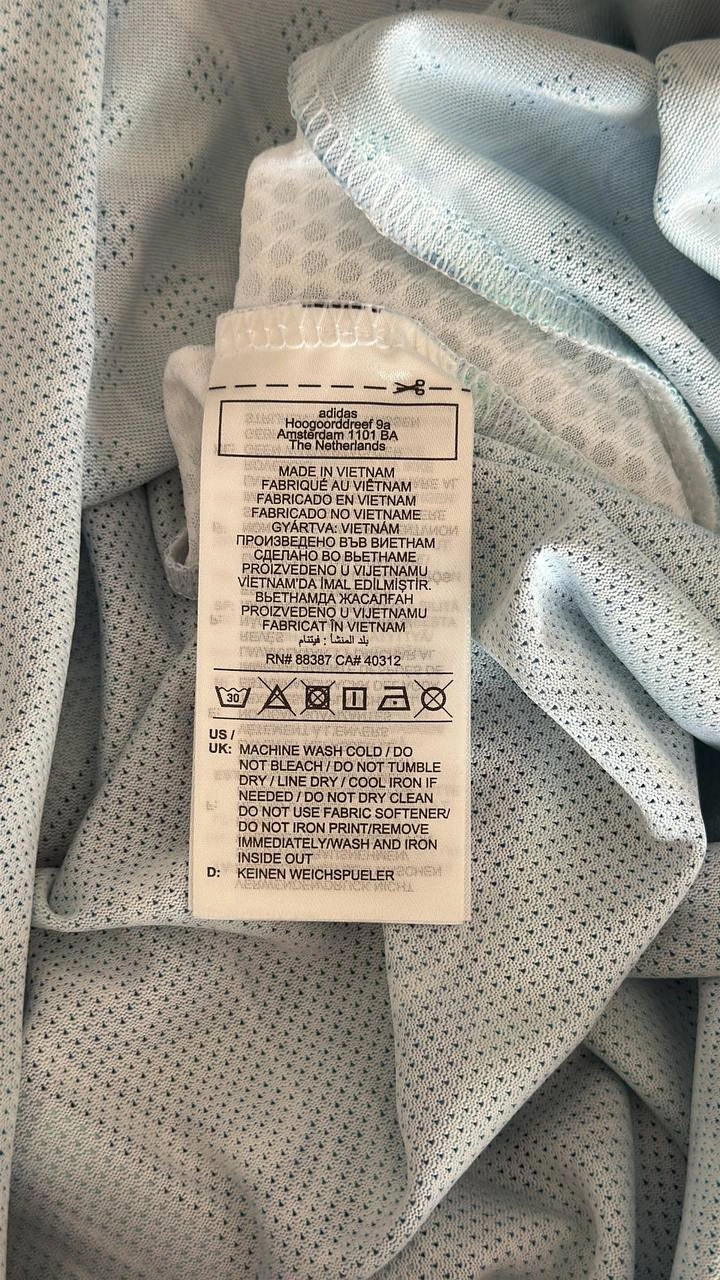 adidas
Hoogoorddreef 9a
Amsterdam 1101 BA
The Netherlands
MADE IN VIETNAM
FABRIQUÉ AU VIÊTNAM
FABRICADO EN VIETNAM
FABRICADO NO VIETNAME
GYÁRTVA: VIETNÁM
ПРОИЗВЕДЕНО ВЪВ ВИЕТНАМ
СДЕЛАНО ВО ВЬЕТНАМЕ
PROIZVEDENO U VIJETNAMU
VİETNAM'DA İMAL EDİLMİŞTİR.
ВЬЕТНАМДА ЖАСАЛҒАН
PROIZVEDENO U VIJETNAMU
FABRICAT ÎN VIETNAM
بلد المنشأ : فيتنام
RN# 88387 CA# 40312
30
US /
UK: MACHINE WASH COLD / DO
NOT BLEACH / DO NOT TUMBLE
DRY / LINE DRY / COOL IRON IF
NEEDED / DO NOT DRY CLEAN
DO NOT USE FABRIC SOFTENER/
DO NOT IRON PRINT/REMOVE
IMMEDIATELY/WASH AND IRON
INSIDE OUT
D: KEINEN WEICHSPUELER